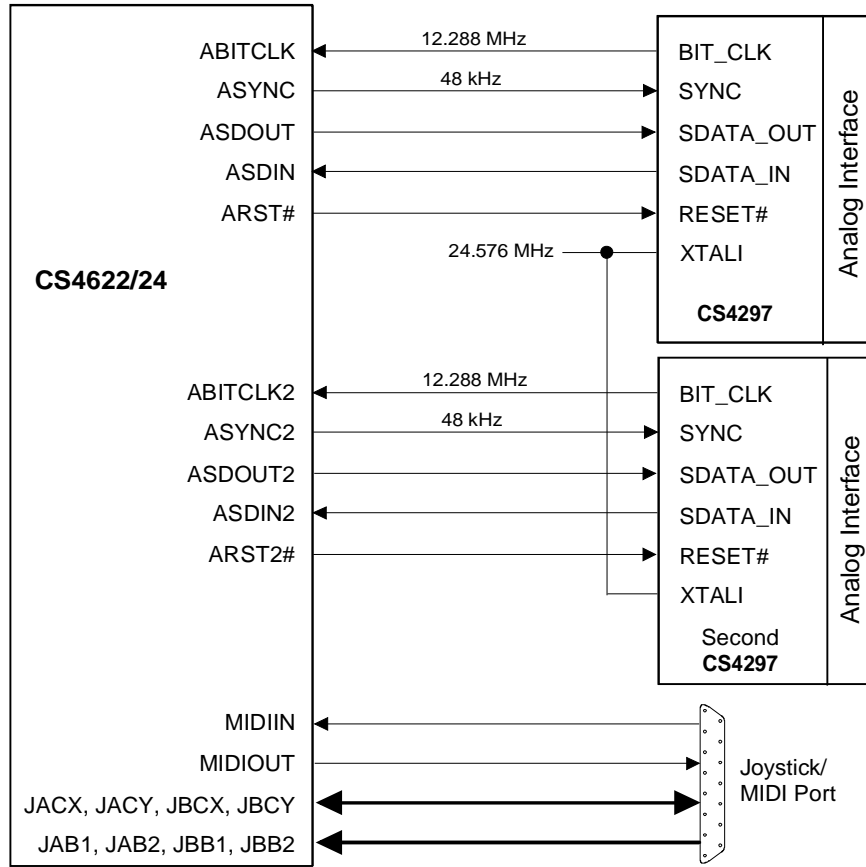 ABITCLK
12.288 MHz
BIT_CLK
ASYNC
48 kHz
SYNC
ASDOUT
SDATA_OUT
ASDIN
SDATA_IN
ARST#
RESET#
24.576 MHz
XTALI
CS4622/24
CS4297
Analog Interface
ABITCLK2
12.288 MHz
BIT_CLK
ASYNC2
48 kHz
SYNC
ASDOUT2
SDATA_OUT
ASDIN2
SDATA_IN
ARST2#
RESET#
XTALI
Second
CS4297
Analog Interface
MIDIIN
MIDIOUT
JACX, JACY, JBCX, JBCY
JAB1, JAB2, JBB1, JBB2
Joystick/
MIDI Port